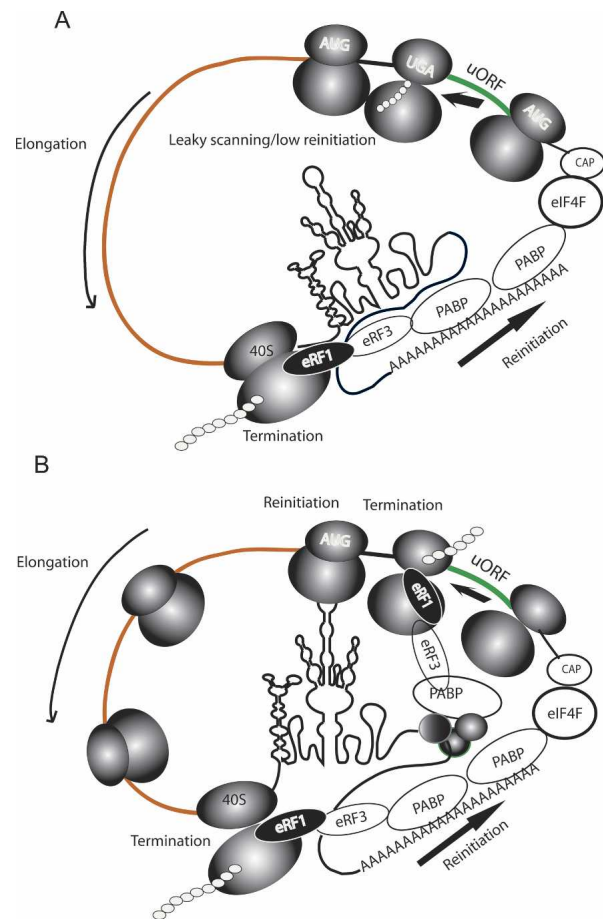 A
AUG
UGA
uORF
AUG
Elongation
Leaky scanning/low reinitiation
CAP
eIF4F
PABP
PABP
eRF3
AAAAAAAAAAAAAAAAAAAA
40S
eRF1
Reinitiation
Termination
B
Reinitiation
Termination
AUG
Elongation
uORF
eRF1
eRF3
CAP
PABP
eIF4F
PABP
40S
PABP
eRF1
eRF3
AAAAAAAAAAAAAAAAAAAA
Termination
Reinitiation